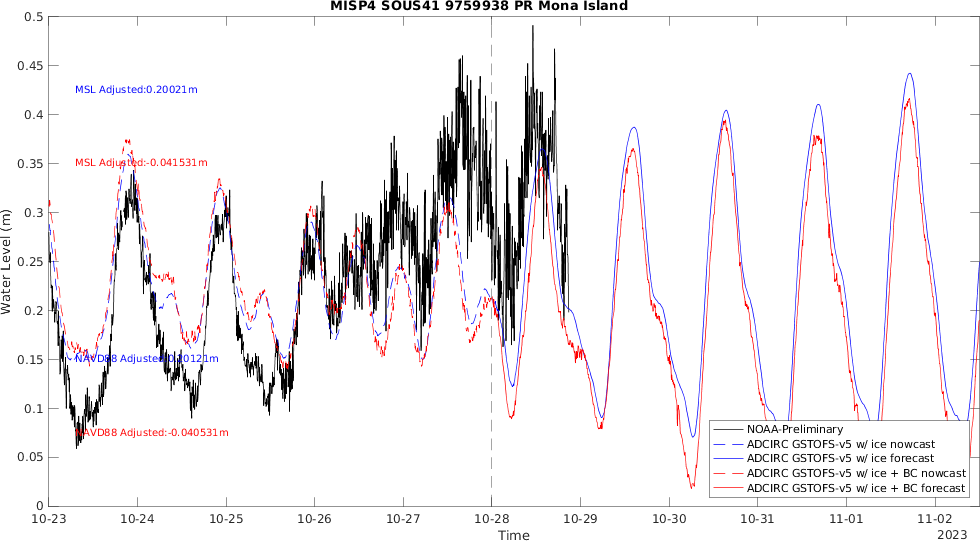 MISP4 SOUS41 9759938 PR Mona Island
0.5
0.45
0.4
0.35
0.3
0.25
0.2
0.15
0.1
0.05
0
Water Level (m)
MSL Adjusted:0.20021m
MSL Adjusted:-0.041531m
NAVD88 Adjusted:0.20121m
NAVD88 Adjusted:-0.040531m
NOAA-Preliminary
ADCIRC GSTOFS-v5 w/ ice nowcast
ADCIRC GSTOFS-v5 w/ ice forecast
ADCIRC GSTOFS-v5 w/ ice + BC nowcast
ADCIRC GSTOFS-v5 w/ ice + BC forecast
10-23 10-24 10-25 10-26 10-27 10-28 10-29 10-30 10-31 11-01 11-02
Time
2023